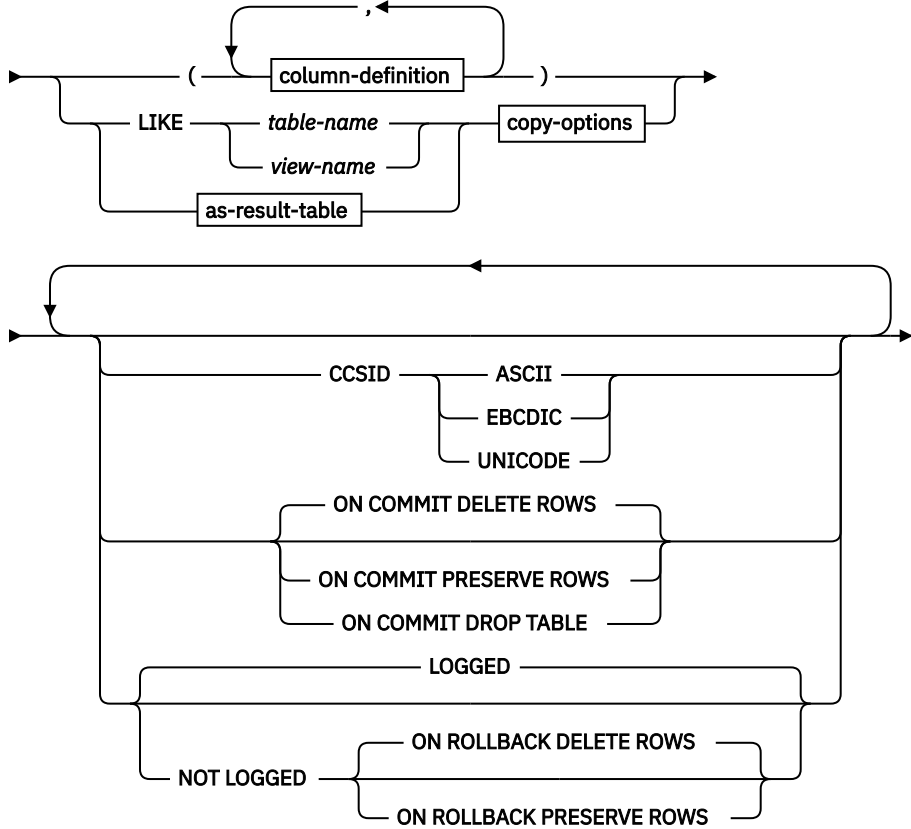 ,
( column-definition )
LIKE table-name copy-options
view-name
as-result-table
CCSID ASCII
EBCDIC
UNICODE
ON COMMIT DELETE ROWS
ON COMMIT PRESERVE ROWS
ON COMMIT DROP TABLE
LOGGED
ON ROLLBACK DELETE ROWS
NOT LOGGED
ON ROLLBACK PRESERVE ROWS